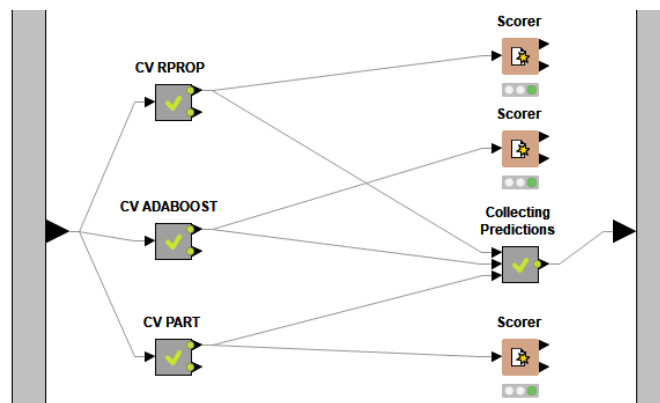 Scorer
CV RPROP
Scorer
CV ADABOOST
Collecting
Predictions
CV PART
Scorer